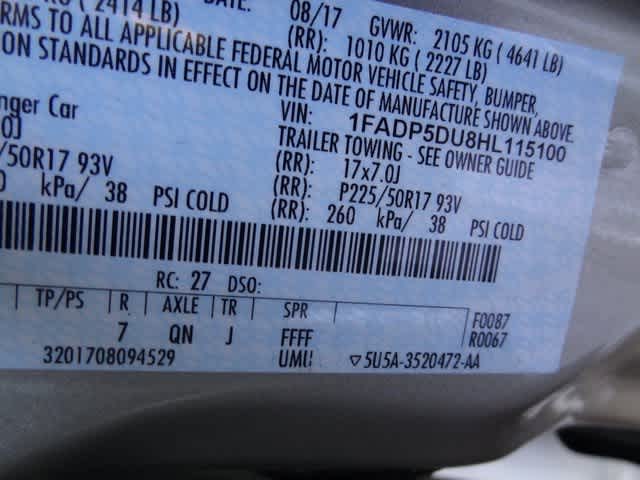 DATE: 08/17 GVWR: 2105 KG ( 4641 LB)
KG ( 2414 LB) (RR): 1010 KG ( 2227 LB)
RMS TO ALL APPLICABLE FEDERAL MOTOR VEHICLE SAFETY, BUMPER,
ON STANDARDS IN EFFECT ON THE DATE OF MANUFACTURE SHOWN ABOVE.
VIN: 1FADP5DU8HL115100
nger Car TRAILER TOWING - SEE OWNER GUIDE
0J (RR): 17x7.0J
/50R17 93V (RR): P225/50R17 93V
0 kPa/ 38 PSI COLD (RR): 260 kPa/ 38 PSI COLD
RC: 27 DSO:
TP/PS R AXLE TR SPR F0087
7 QN J FFFF R0067
3201708094529 UMU ▽5U5A-3520472-AA